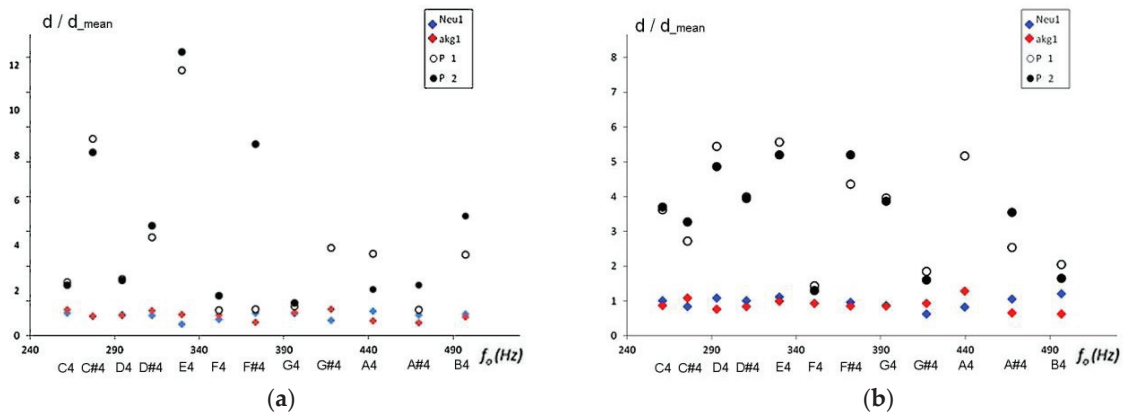 d / d_mean
Neu1
akg1
P 1
P 2
12
10
8
6
4
2
0
240 290 340 390 440 490 f₀(Hz)
C4 C#4 D4 D#4 E4 F4 F#4 G4 G#4 A4 A#4 B4
(a)
d / d_mean
Neu1
akg1
P 1
P 2
8
7
6
5
4
3
2
1
0
240 290 340 390 440 490 f₀(Hz)
C4 C#4 D4 D#4 E4 F4 F#4 G4 G#4 A4 A#4 B4
(b)